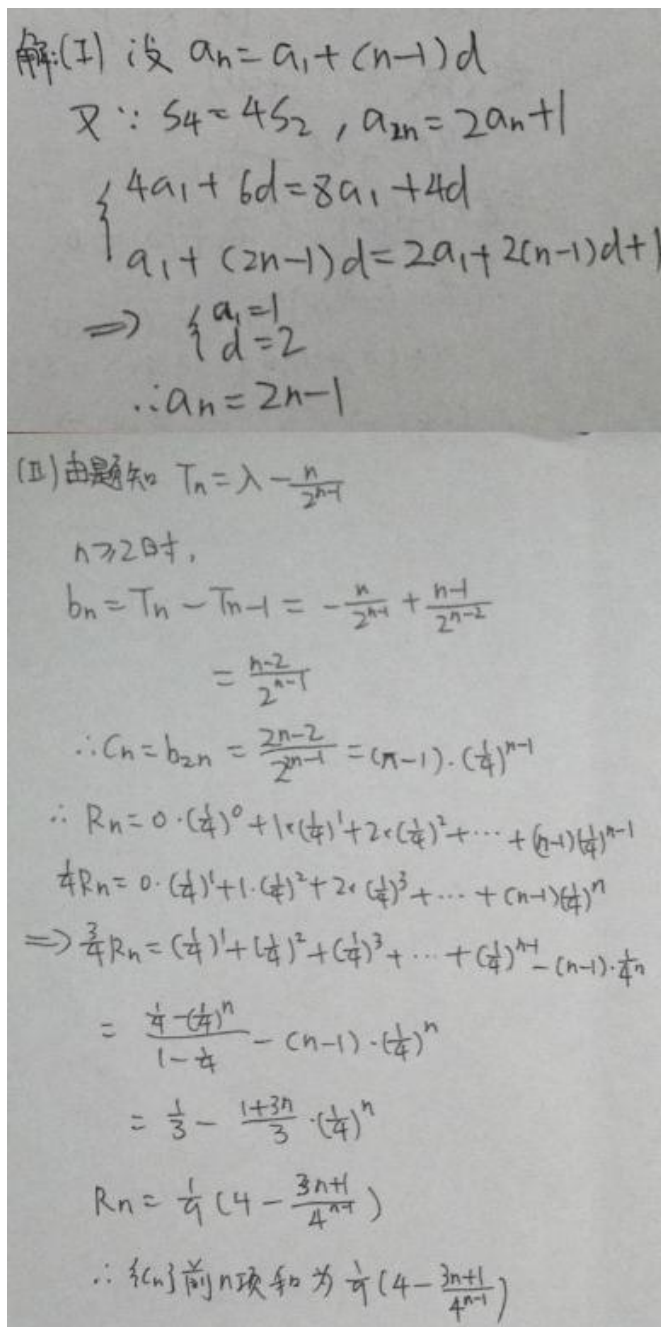 解:(Ⅰ) 设 aₙ = a₁ + (n-1)d
又∵ S₄ = 4S₂ , a₂ₙ = 2aₙ+1
{ 4a₁ + 6d = 8a₁ + 4d
a₁ + (2n-1)d = 2a₁ + 2(n-1)d+1
⟹ { a₁=1
d=2
∴ aₙ = 2n-1
(Ⅱ) 由题知 Tₙ = λ - n/2^(n-1)
n≥2时,
bₙ = Tₙ - Tₙ₋₁ = - n/2^(n-1) + (n-1)/2^(n-2)
= (n-2)/2^(n-1)
∴ Cₙ = b₂ₙ = (2n-2)/2^(2n-1) = (n-1)·(1/4)^(n-1)
∴ Rₙ = 0·(1/4)^0 + 1×(1/4)^1 + 2×(1/4)^2 + ⋯ + (n-1)(1/4)^(n-1)
1/4Rₙ = 0·(1/4)^1 + 1·(1/4)^2 + 2×(1/4)^3 + ⋯ + (n-1)(1/4)^n
⟹ 3/4Rₙ = (1/4)^1 + (1/4)^2 + (1/4)^3 + ⋯ + (1/4)^(n-1) - (n-1)·1/4^n
= (1/4 - (1/4)^n)/(1 - 1/4) - (n-1)·(1/4)^n
= 1/3 - (1+3n)/3·(1/4)^n
Rₙ = 1/9(4 - (3n+1)/4^(n-1))
∴ {Cₙ}前n项和为 1/9(4 - (3n+1)/4^(n-1))